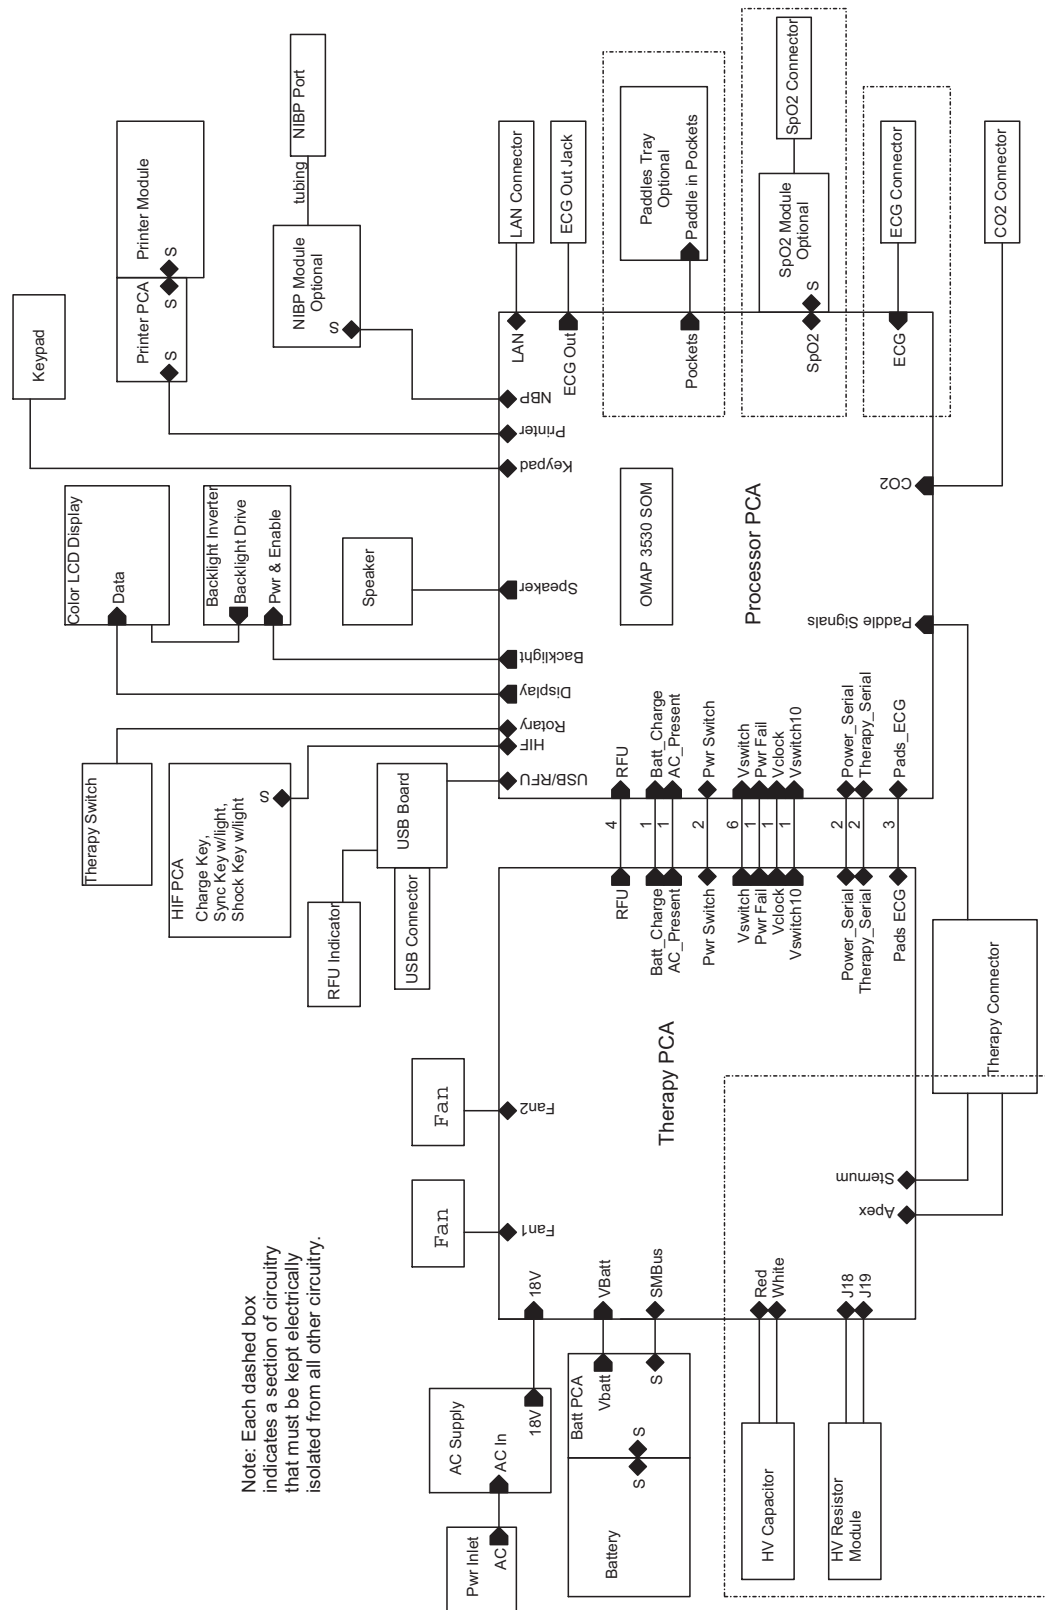 Note: Each dashed box
indicates a section of circuitry
that must be kept electrically
isolated from all other circuitry.
Pwr Inlet
AC
AC Supply
AC In
18V
Battery
S
Batt PCA
Vbatt
S
S
HV Capacitor
HV Resistor
Module
Therapy PCA
18V
VBatt
SMBus
Red
White
J18
J19
Fan1
Fan2
Fan
Fan
Apex
Sternum
RFU
Batt_Charge
AC_Present
Pwr Switch
Vswitch
Pwr Fail
Vclock
Vswitch10
Power_Serial
Therapy_Serial
Pads ECG
Therapy Connector
4
1
1
2
6
1
1
1
2
2
3
RFU
Batt_Charge
AC_Present
Pwr Switch
Vswitch
Pwr Fail
Vclock
Vswitch10
Power_Serial
Therapy_Serial
Pads_ECG
Processor PCA
OMAP 3530 SOM
USB/RFU
HIF
Rotary
Display
Backlight
Speaker
Keypad
Printer
NBP
Paddle Signals
CO2
LAN
ECG Out
Pockets
SpO2
ECG
RFU Indicator
USB Connector
USB Board
HIF PCA
Charge Key,
Sync Key w/light,
Shock Key w/light
S
Therapy Switch
Color LCD Display
Data
Backlight Inverter
Backlight Drive
Pwr & Enable
Speaker
Keypad
Printer PCA
S
S
Printer Module
S
NIBP Module
Optional
S
tubing
NIBP Port
LAN Connector
ECG Out Jack
Paddles Tray
Optional
Paddle in Pockets
SpO2 Module
Optional
S
SpO2 Connector
ECG Connector
CO2 Connector